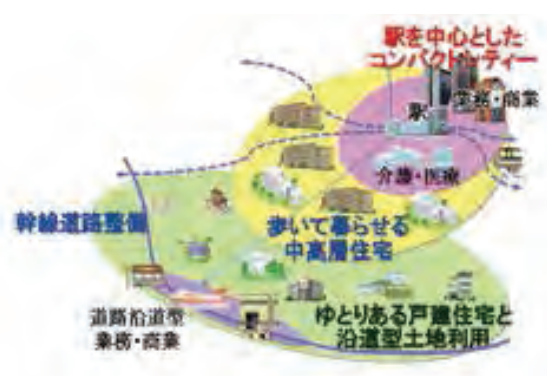 駅を中心とした
コンパクトシティー
駅
業務・商業
介護・医療
幹線道路整備
歩いて暮らせる
中高層住宅
道路沿道型
業務・商業
ゆとりある戸建住宅と
沿道型土地利用